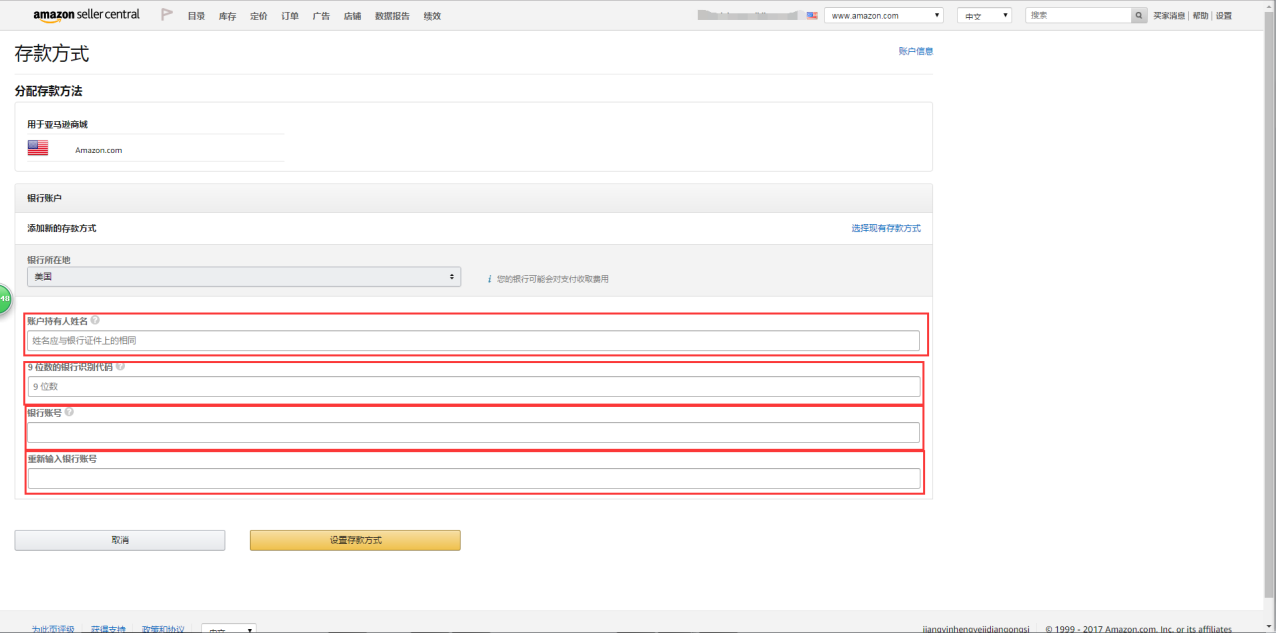 amazon seller central 目录 库存 定价 订单 广告 店铺 数据报告 绩效 www.amazon.com 中文 搜索 买家消息 | 帮助 | 设置
存款方式 账户信息
分配存款方法
用于亚马逊商城
Amazon.com
银行账户
添加新的存款方式 选择现有存款方式
银行所在地
美国 i 您的银行可能会对支付收取费用
48
账户持有人姓名 ?
姓名应与银行证件上的相同
9 位数的银行识别代码 ?
9 位数
银行账号 ?
重新输入银行账号
取消 设置存款方式
为此页评级 获得支持 政策和协议 中文 jiangyinhengyejidiangongsi © 1999 - 2017 Amazon.com, Inc. or its affiliates